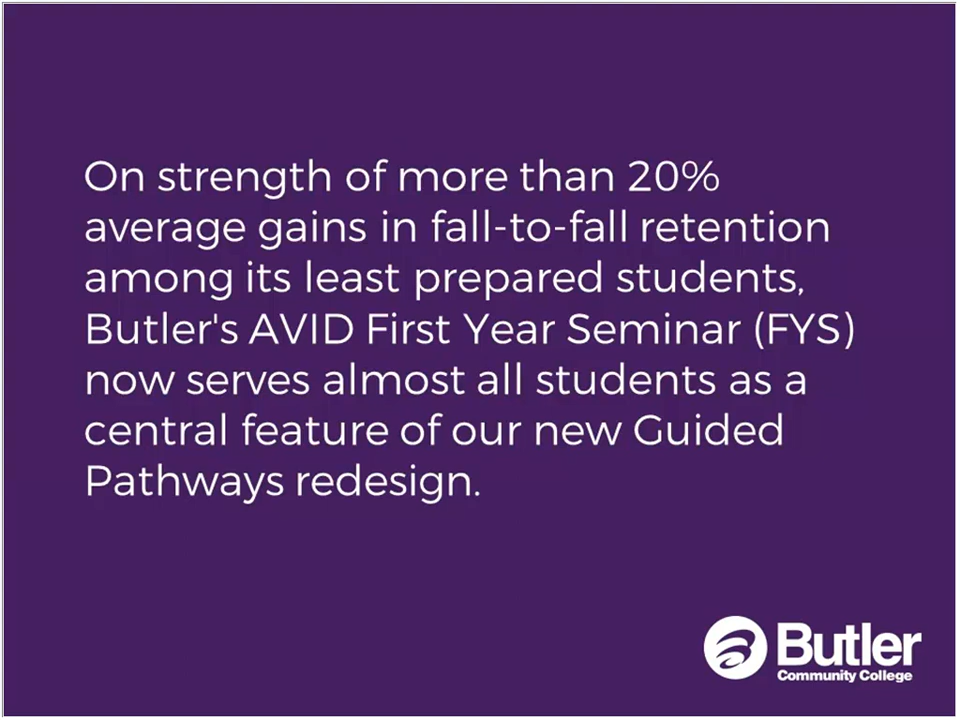 On strength of more than 20%
average gains in fall-to-fall retention
among its least prepared students,
Butler's AVID First Year Seminar (FYS)
now serves almost all students as a
central feature of our new Guided
Pathways redesign.
Butler
Community College